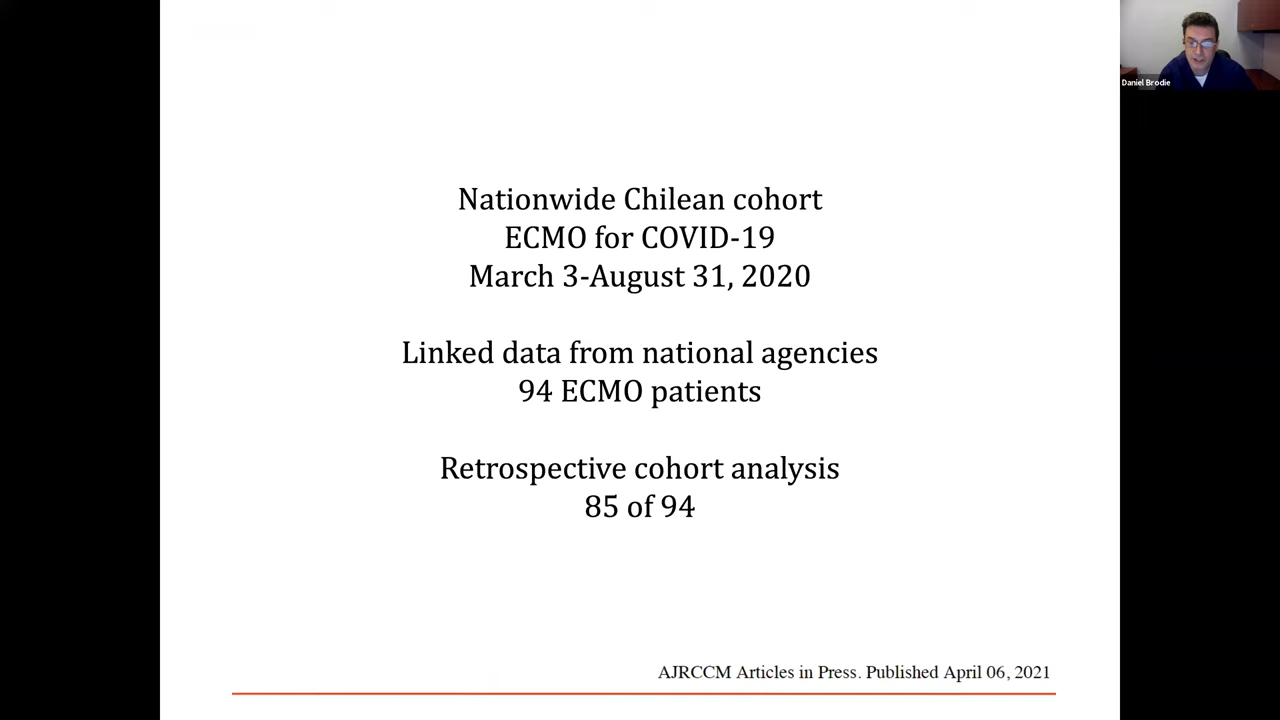 Daniel Brodie
Nationwide Chilean cohort
ECMO for COVID-19
March 3-August 31, 2020
Linked data from national agencies
94 ECMO patients
Retrospective cohort analysis
85 of 94
AJRCCM Articles in Press. Published April 06, 2021